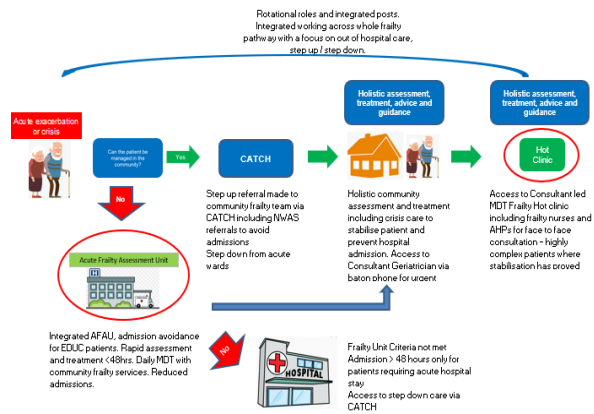 Rotational roles and integrated posts.
Integrated working across whole frailty
pathway with a focus on out of hospital care,
step up / step down.
Acute exacerbation
or crisis
Can the patient be
managed in the
community?
Yes
CATCH
Holistic assessment,
treatment, advice and
guidance
Holistic assessment,
treatment, advice and
guidance
Hot
Clinic
No
Step up referral made to
community frailty team via
CATCH including NWAS
referrals to avoid
admissions
Step down from acute
wards
Holistic community
assessment and treatment
including crisis care to
stabilise patient and
prevent hospital
admission. Access to
Consultant Geriatrician via
baton phone for urgent
Access to Consultant led
MDT Frailty Hot clinic
including frailty nurses and
AHPs for face to face
consultation – highly
complex patients where
stabilisation has proved
Acute Frailty Assessment Unit
H
Integrated AFAU, admission avoidance
for EDUC patients. Rapid assessment
and treatment <48hrs. Daily MDT with
community frailty services. Reduced
admissions.
No
HOSPITAL
Frailty Unit Criteria not met
Admission > 48 hours only for
patients requiring acute hospital
stay
Access to step down care via
CATCH